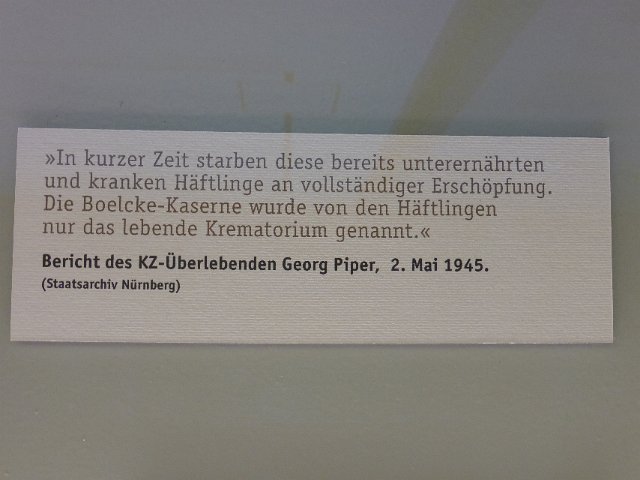 »In kurzer Zeit starben diese bereits unterernährten
und kranken Häftlinge an vollständiger Erschöpfung.
Die Boelcke-Kaserne wurde von den Häftlingen
nur das lebende Krematorium genannt.«
Bericht des KZ-Überlebenden Georg Piper, 2. Mai 1945.
(Staatsarchiv Nürnberg)